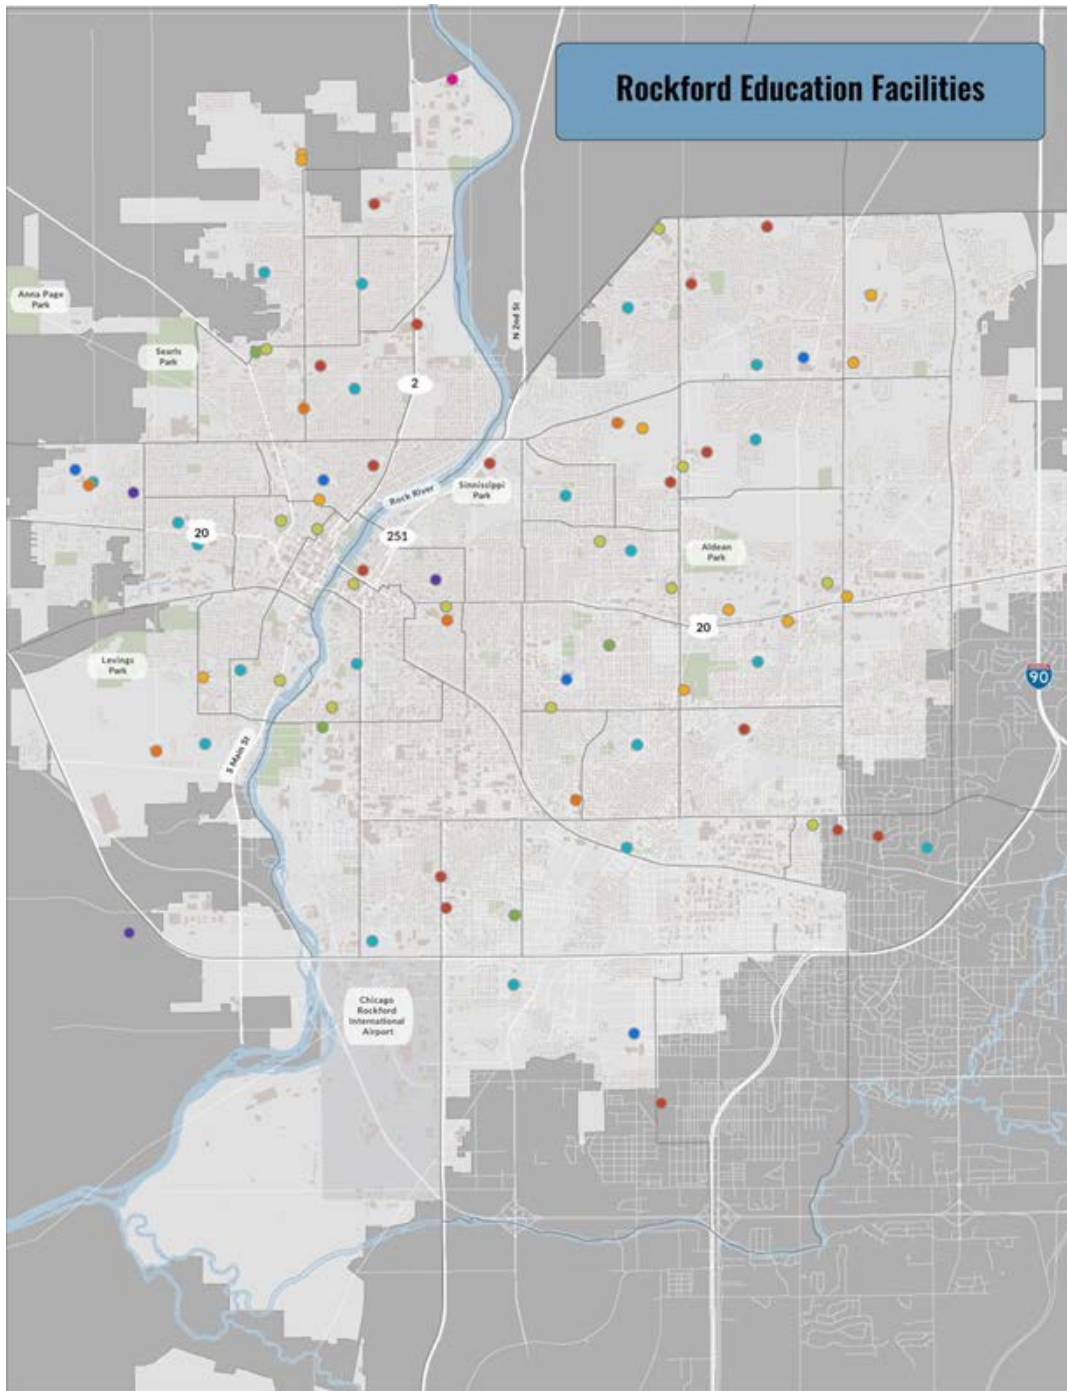 Rockford Education Facilities
Anna Page
Park
N 2nd St
Searls
Park
2
Rock River
Sinnissippi
Park
20
251
Aldean
Park
20
Levings
Park
90
S Main St
Chicago
Rockford
International
Airport